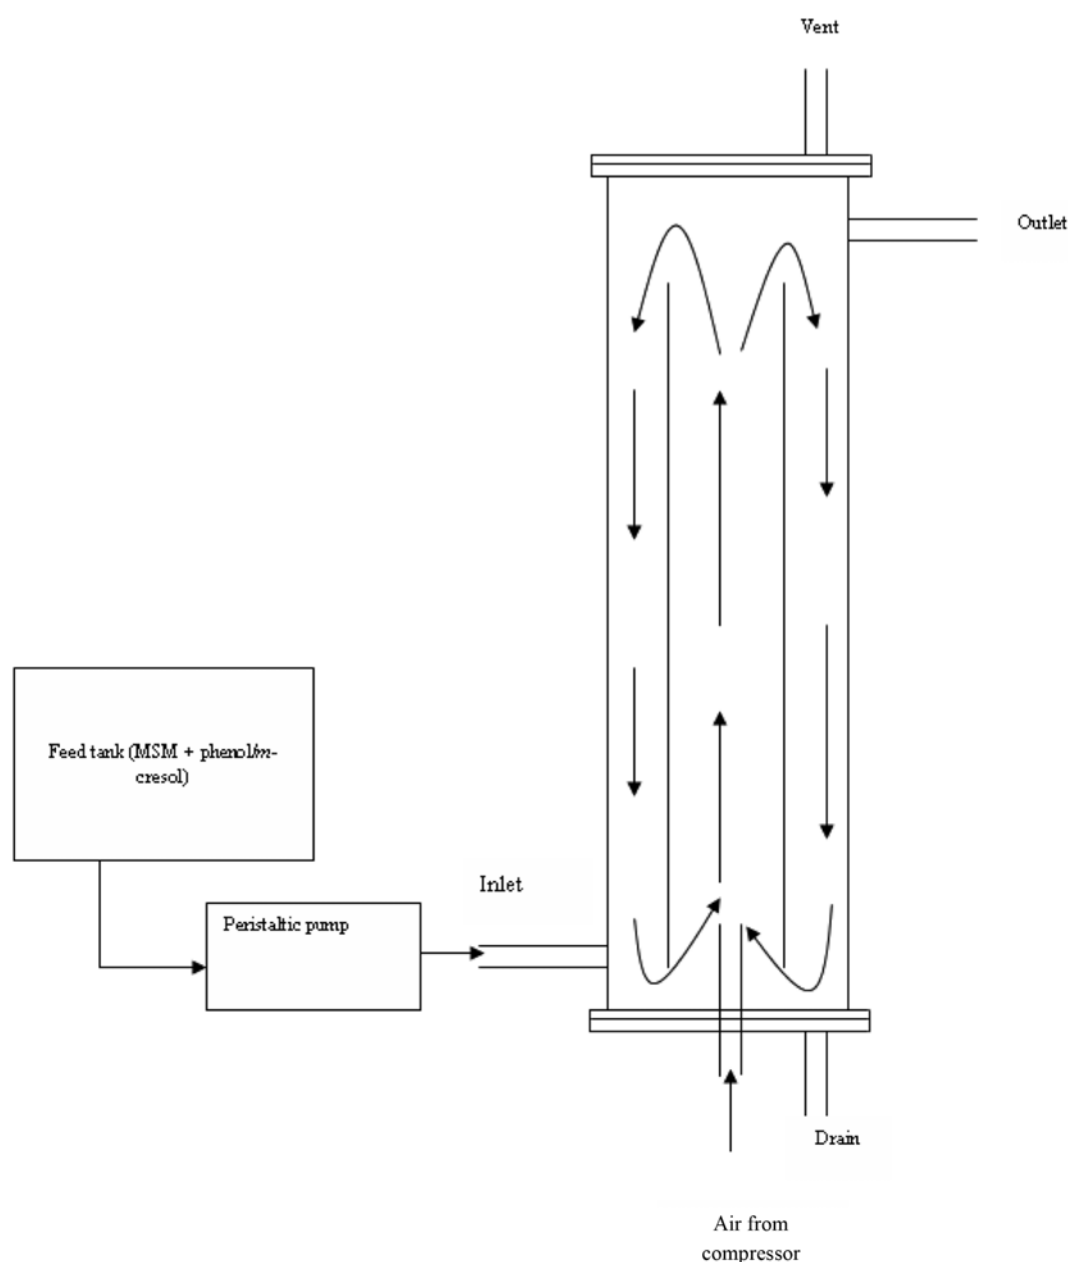 Vent
Outlet
Feed tank (MSM + phenol/m-
cresol)
Inlet
Peristaltic pump
Drain
Air from
compressor